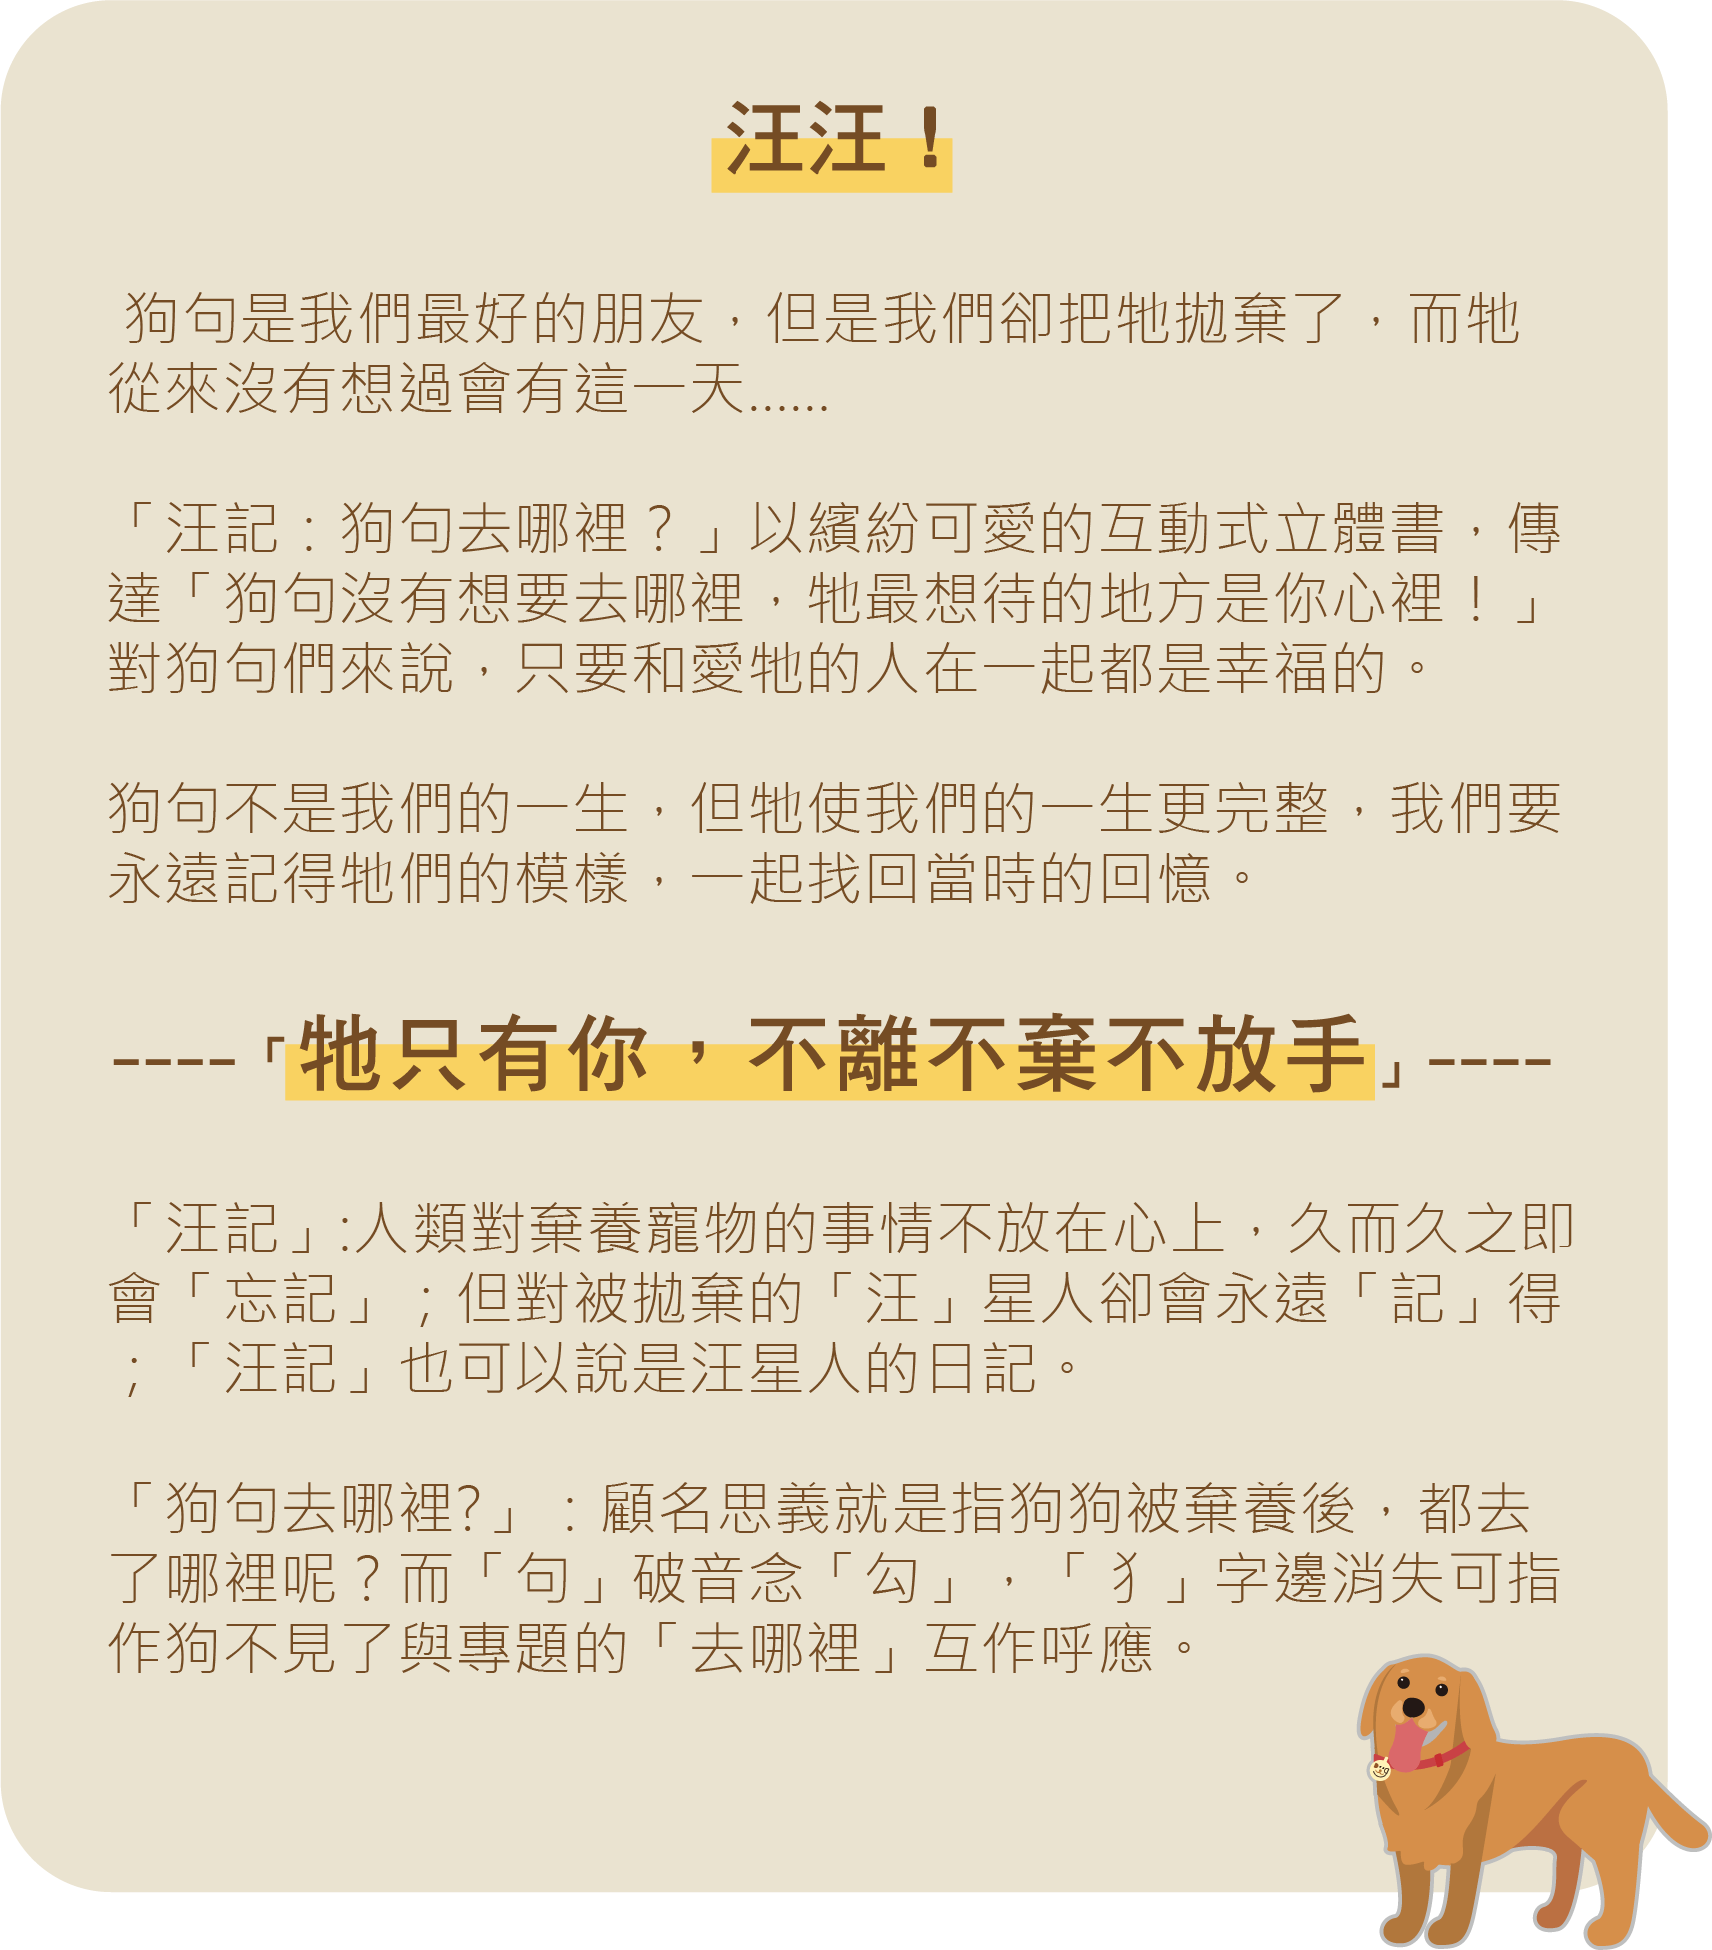 汪汪！
狗句是我們最好的朋友，但是我們卻把牠拋棄了，而牠
從來沒有想過會有這一天......
「汪記：狗句去哪裡？」以繽紛可愛的互動式立體書，傳
達「狗句沒有想要去哪裡，牠最想待的地方是你心裡！」
對狗句們來說，只要和愛牠的人在一起都是幸福的。
狗句不是我們的一生，但牠使我們的一生更完整，我們要
永遠記得牠們的模樣，一起找回當時的回憶。
----「牠只有你，不離不棄不放手」----
「汪記」:人類對棄養寵物的事情不放在心上，久而久之即
會「忘記」；但對被拋棄的「汪」星人卻會永遠「記」得
；「汪記」也可以說是汪星人的日記。
「狗句去哪裡?」：顧名思義就是指狗狗被棄養後，都去
了哪裡呢？而「句」破音念「勾」，「犭」字邊消失可指
作狗不見了與專題的「去哪裡」互作呼應。